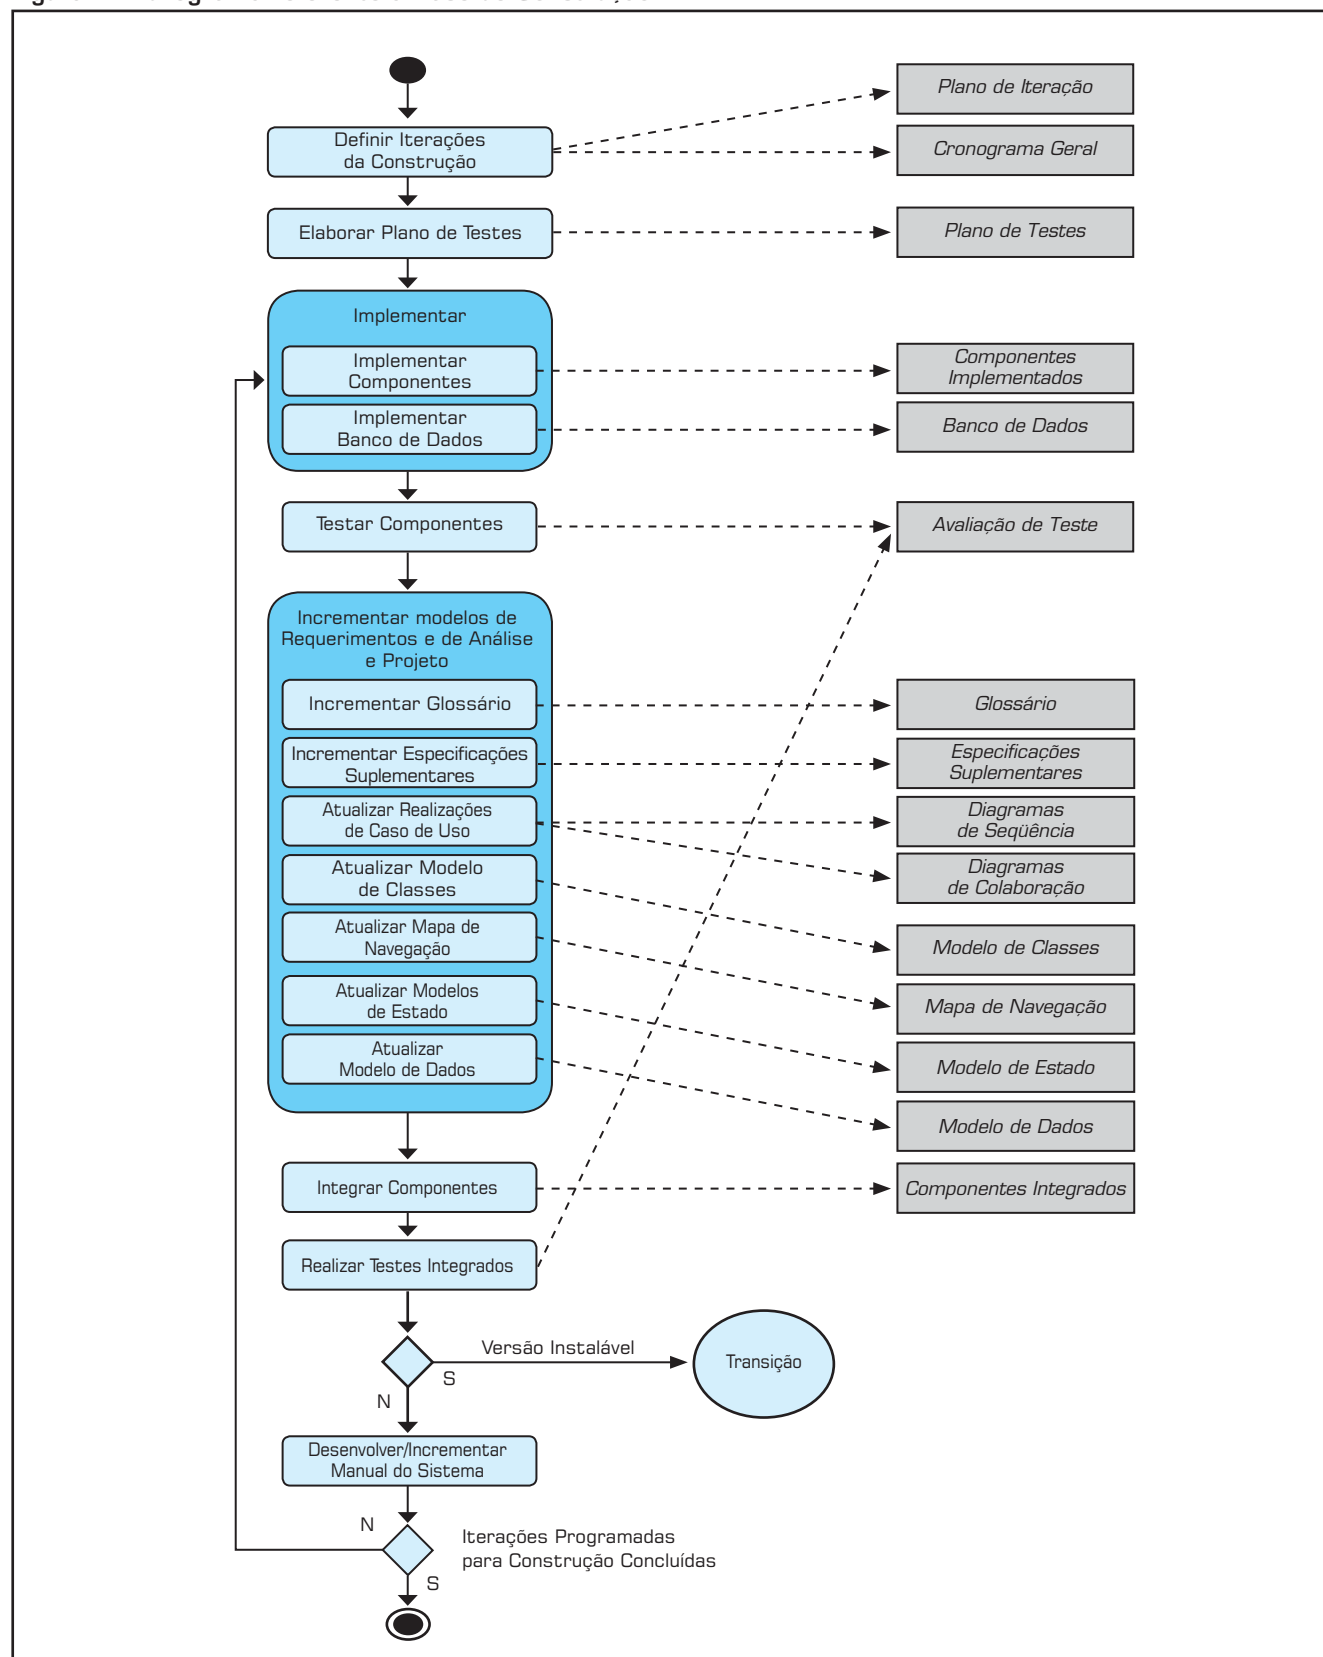 Plano de Iteração
Definir Iterações
da Construção
Cronograma Geral
Elaborar Plano de Testes
Plano de Testes
Implementar
Implementar
Componentes
Componentes
Implementados
Implementar
Banco de Dados
Banco de Dados
Testar Componentes
Avaliação de Teste
Incrementar modelos de
Requerimentos e de Análise
e Projeto
Incrementar Glossário
Glossário
Incrementar Especificações
Suplementares
Especificações
Suplementares
Atualizar Realizações
de Caso de Uso
Diagramas
de Seqüência
Atualizar Modelo
de Classes
Diagramas
de Colaboração
Atualizar Mapa de
Navegação
Modelo de Classes
Atualizar Modelos
de Estado
Mapa de Navegação
Atualizar
Modelo de Dados
Modelo de Estado
Modelo de Dados
Integrar Componentes
Componentes Integrados
Realizar Testes Integrados
Versão Instalável
Transição
S
N
Desenvolver/Incrementar
Manual do Sistema
N
Iterações Programadas
para Construção Concluídas
S